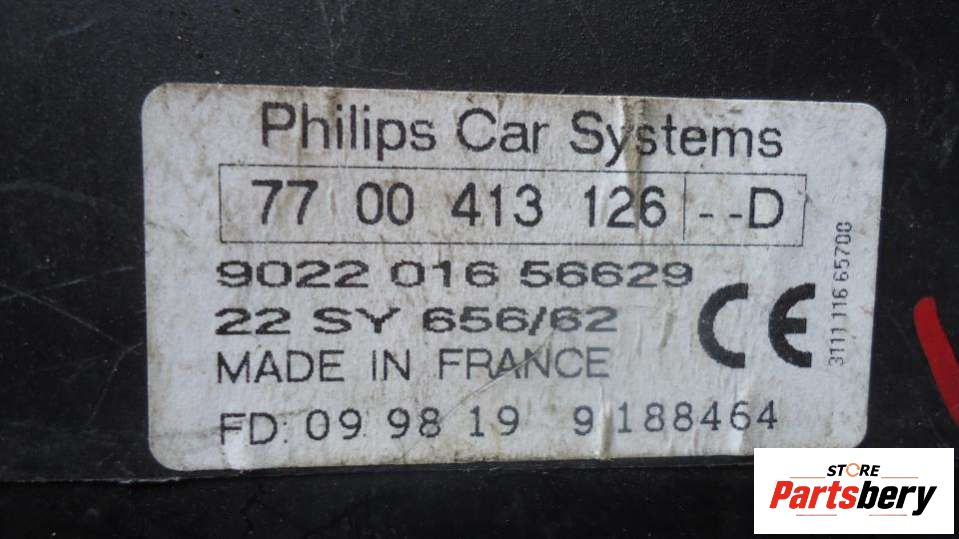 Philips Car Systems
77 00 413 126 --D
9022 016 56629
22 SY 656/62
MADE IN FRANCE
FD: 09 98 19 9 188464
CE
3111 116 65700
STORE
Partsbery